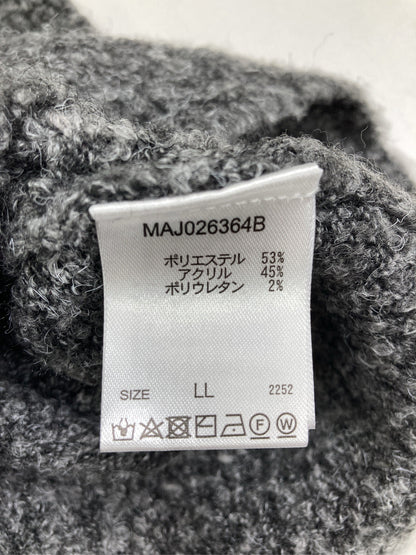 MAJ026364B
ポリエステル 53%
アクリル 45%
ポリウレタン 2%
SIZE LL 2252
F W